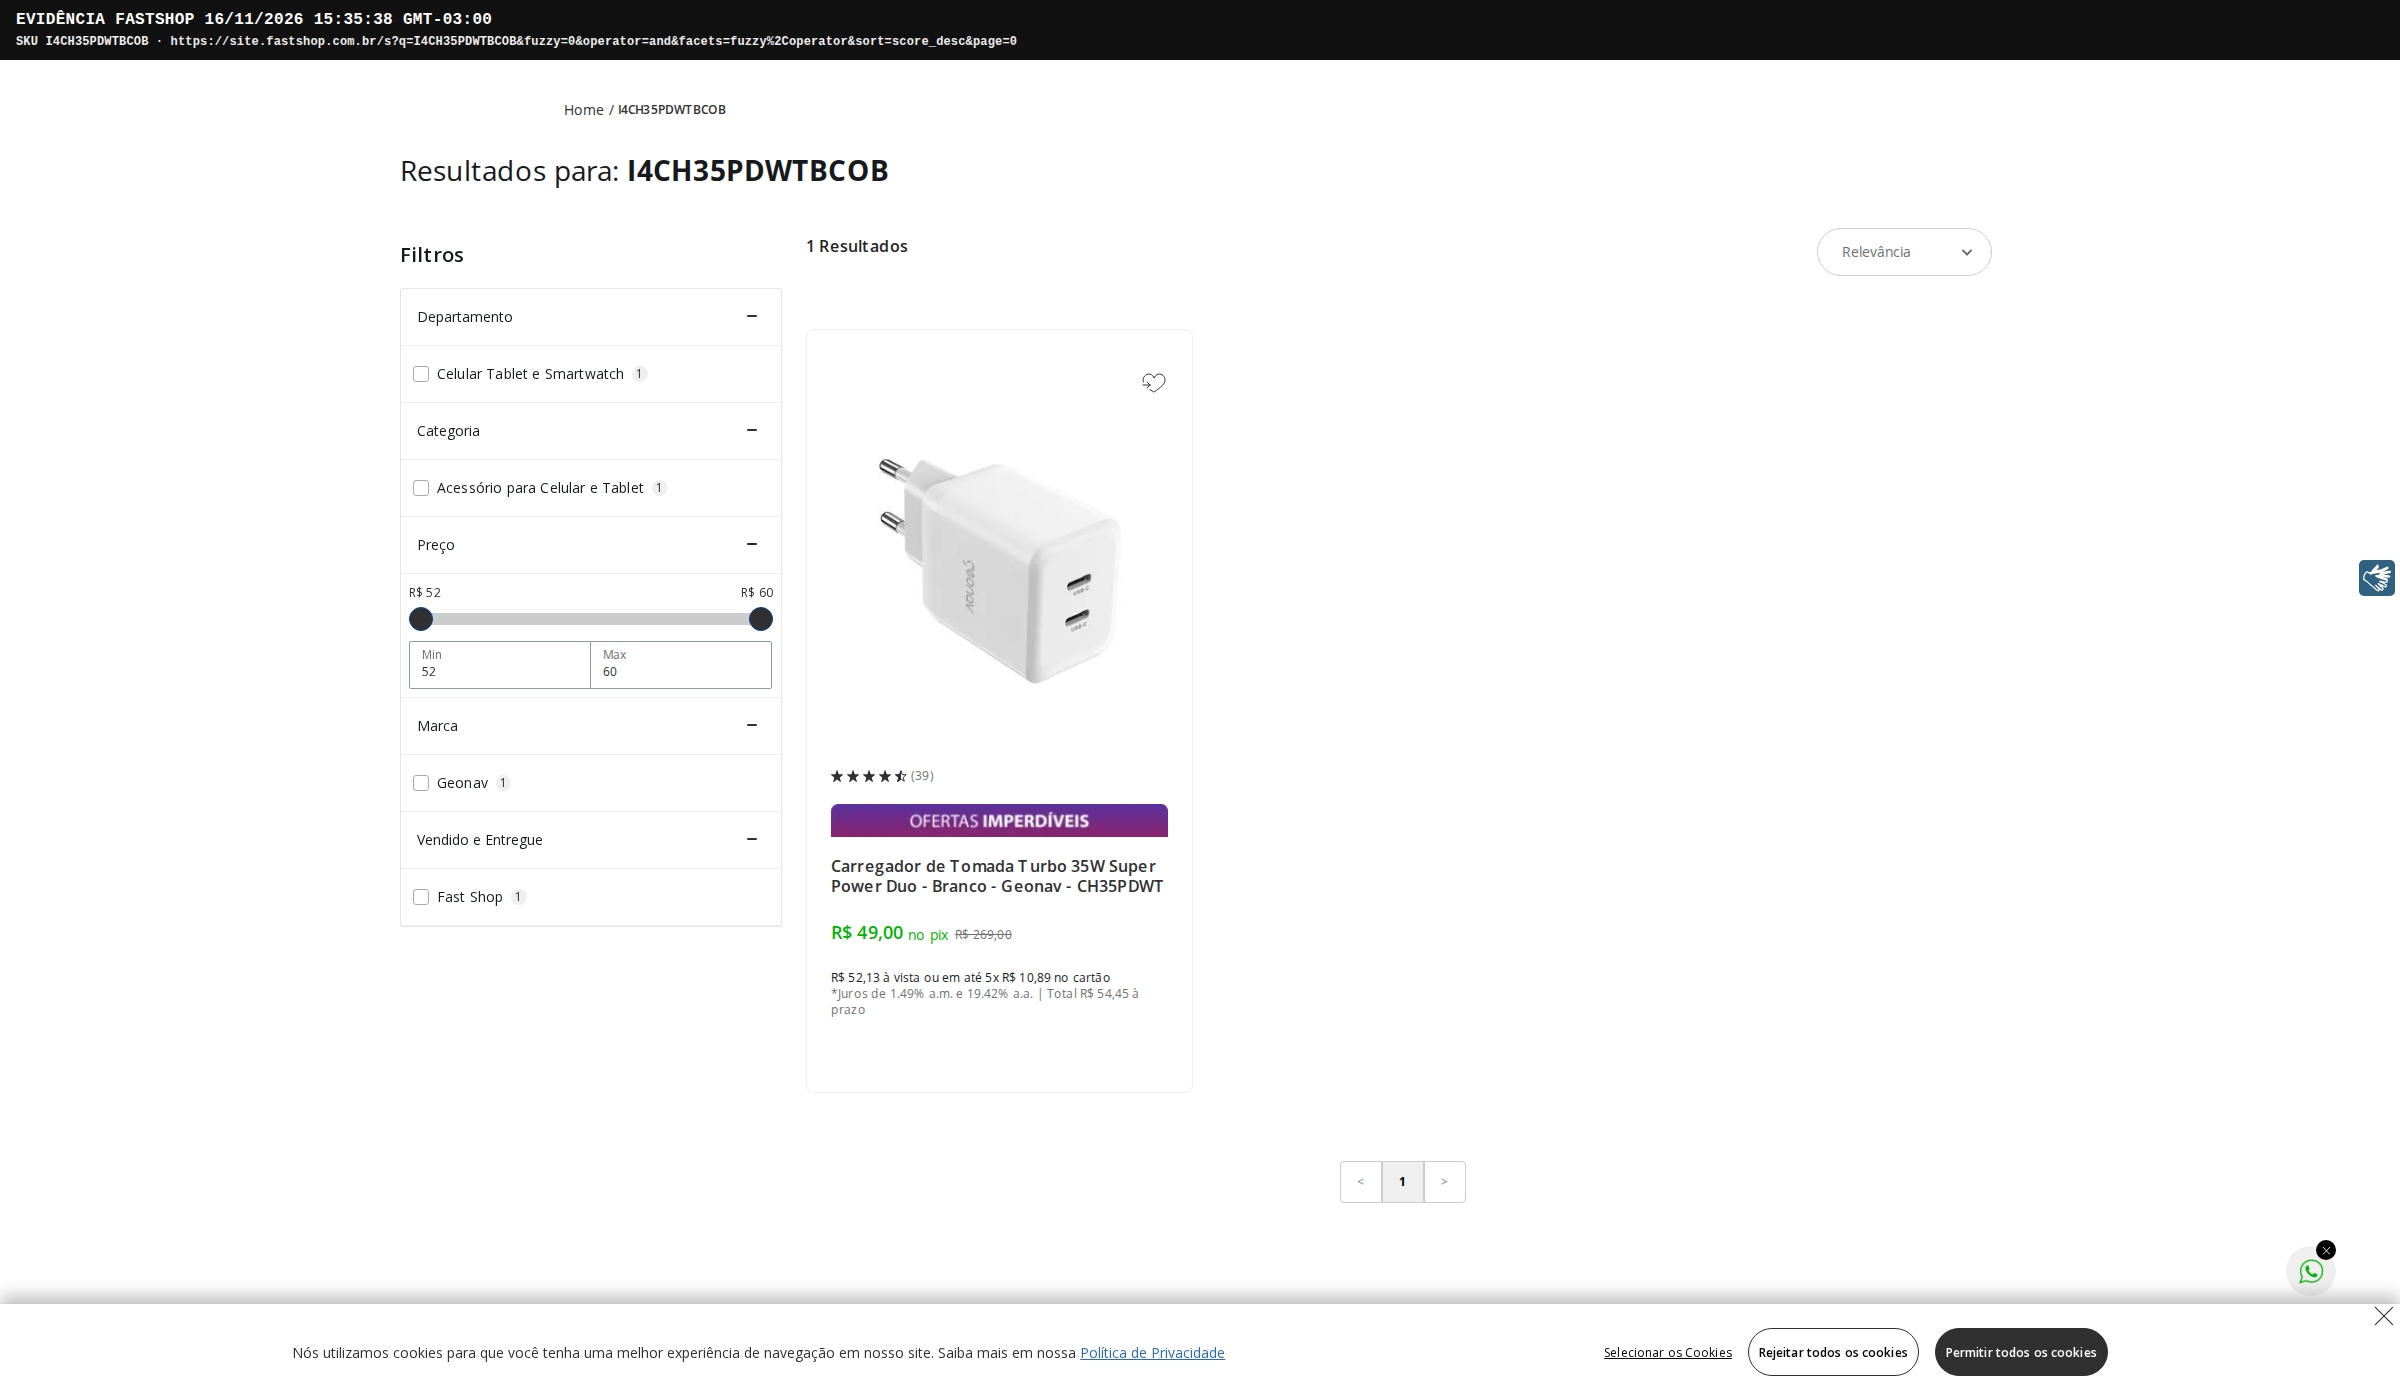 EVIDÊNCIA FASTSHOP 16/11/2026 15:35:38 GMT-03:00
SKU I4CH35PDWTBCOB · https://site.fastshop.com.br/s?q=I4CH35PDWTBCOB&fuzzy=0&operator=and&facets=fuzzy%2Coperator&sort=score_desc&page=0
Home / I4CH35PDWTBCOB
Resultados para: I4CH35PDWTBCOB
Filtros
1 Resultados
Relevância
Departamento
Celular Tablet e Smartwatch 1
Categoria
Acessório para Celular e Tablet 1
Preço
R$ 52
R$ 60
Min
52
Max
60
Marca
Geonav 1
Vendido e Entregue
Fast Shop 1
Geonav
USB-C
USB-C
(39)
OFERTAS IMPERDÍVEIS
Carregador de Tomada Turbo 35W Super
Power Duo - Branco - Geonav - CH35PDWT
R$ 49,00 no pix R$ 269,00
R$ 52,13 à vista ou em até 5x R$ 10,89 no cartão
*Juros de 1.49% a.m. e 19.42% a.a. | Total R$ 54,45 à
prazo
< 1 >
Nós utilizamos cookies para que você tenha uma melhor experiência de navegação em nosso site. Saiba mais em nossa Política de Privacidade
Selecionar os Cookies
Rejeitar todos os cookies
Permitir todos os cookies